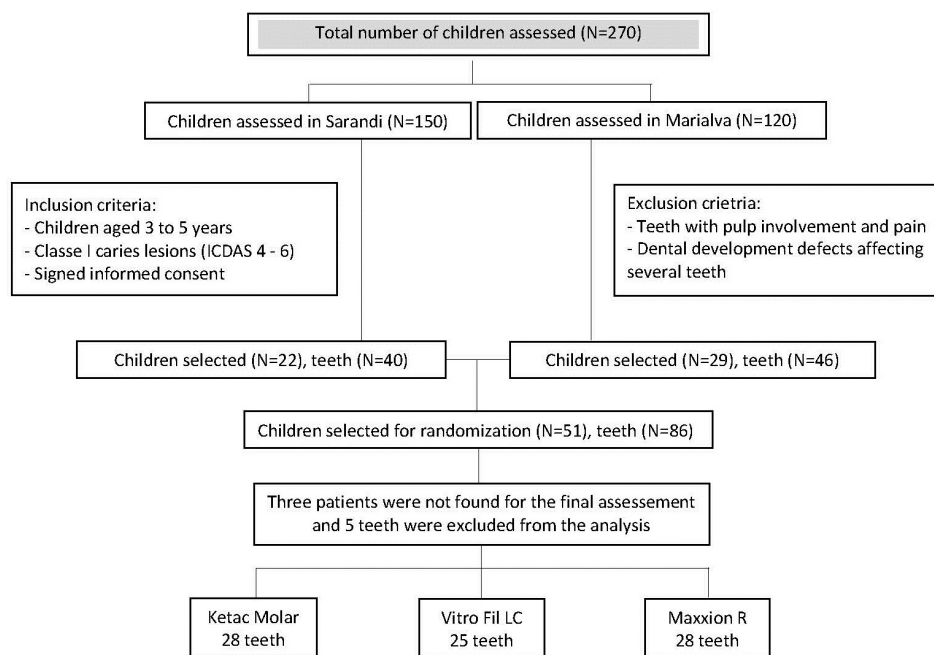 Total number of children assessed (N=270)
Children assessed in Sarandi (N=150)
Children assessed in Marialva (N=120)
Inclusion criteria:
- Children aged 3 to 5 years
- Classe I caries lesions (ICDAS 4 - 6)
- Signed informed consent
Exclusion crietria:
- Teeth with pulp involvement and pain
- Dental development defects affecting
several teeth
Children selected (N=22), teeth (N=40)
Children selected (N=29), teeth (N=46)
Children selected for randomization (N=51), teeth (N=86)
Three patients were not found for the final assessement
and 5 teeth were excluded from the analysis
Ketac Molar
28 teeth
Vitro Fil LC
25 teeth
Maxxion R
28 teeth